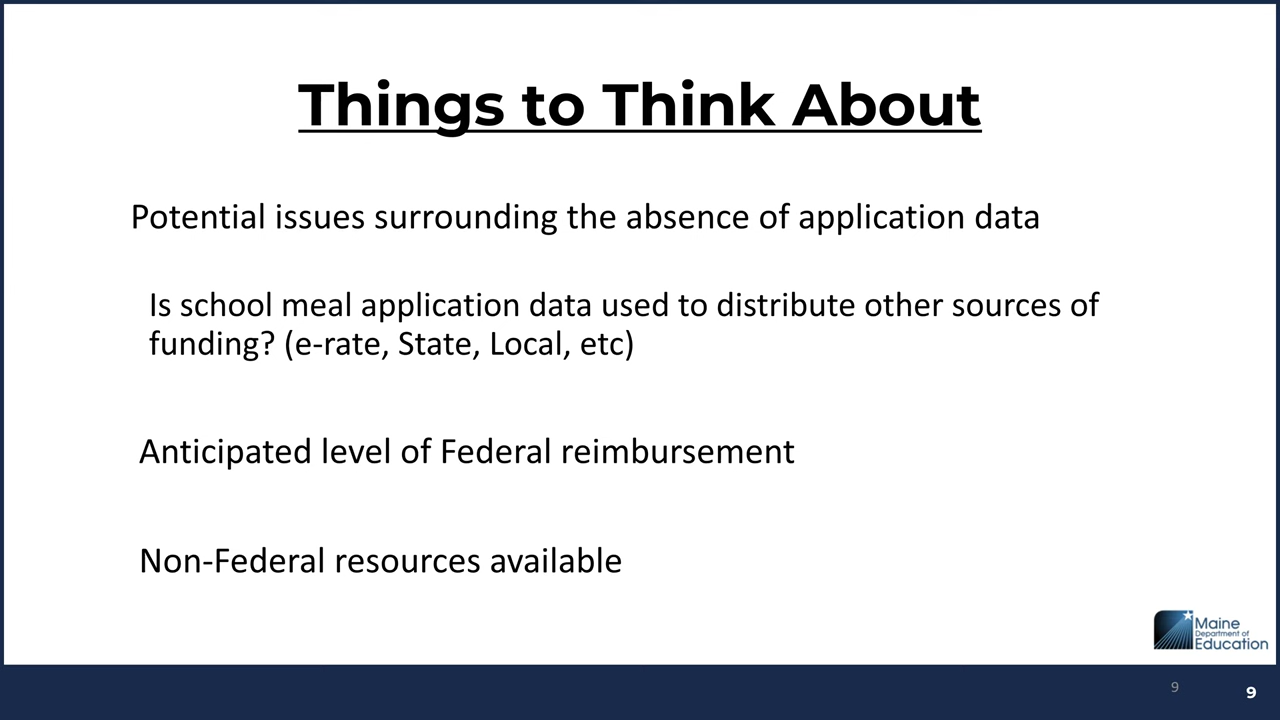 Things to Think About
Potential issues surrounding the absence of application data
Is school meal application data used to distribute other sources of
funding? (e-rate, State, Local, etc)
Anticipated level of Federal reimbursement
Non-Federal resources available
Maine
Department of
Education
9
9